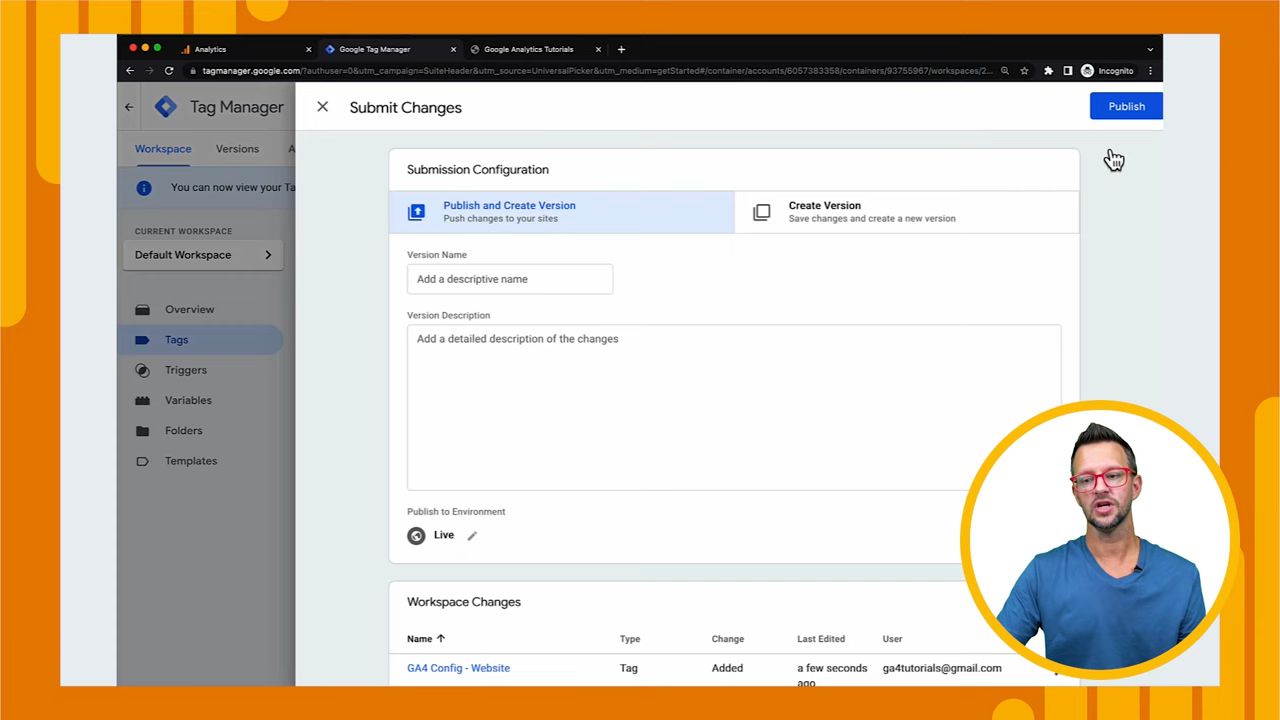 Analytics
Google Tag Manager
Google Analytics Tutorials
tagmanager.google.com/?authuser=0&utm_campaign=SuiteHeader&utm_source=UniversalPicker&utm_medium=getStarted#/container/accounts/6057383358/containers/93755967/workspaces/2...
Incognito
Tag Manager
Submit Changes
Publish
Workspace
Versions
A
You can now view your Ta
CURRENT WORKSPACE
Default Workspace
Overview
Tags
Triggers
Variables
Folders
Templates
Submission Configuration
Publish and Create Version
Push changes to your sites
Create Version
Save changes and create a new version
Version Name
Add a descriptive name
Version Description
Add a detailed description of the changes
Publish to Environment
Live
Workspace Changes
Name Type Change Last Edited User
GA4 Config - Website Tag Added a few seconds ga4tutorials@gmail.com
ago